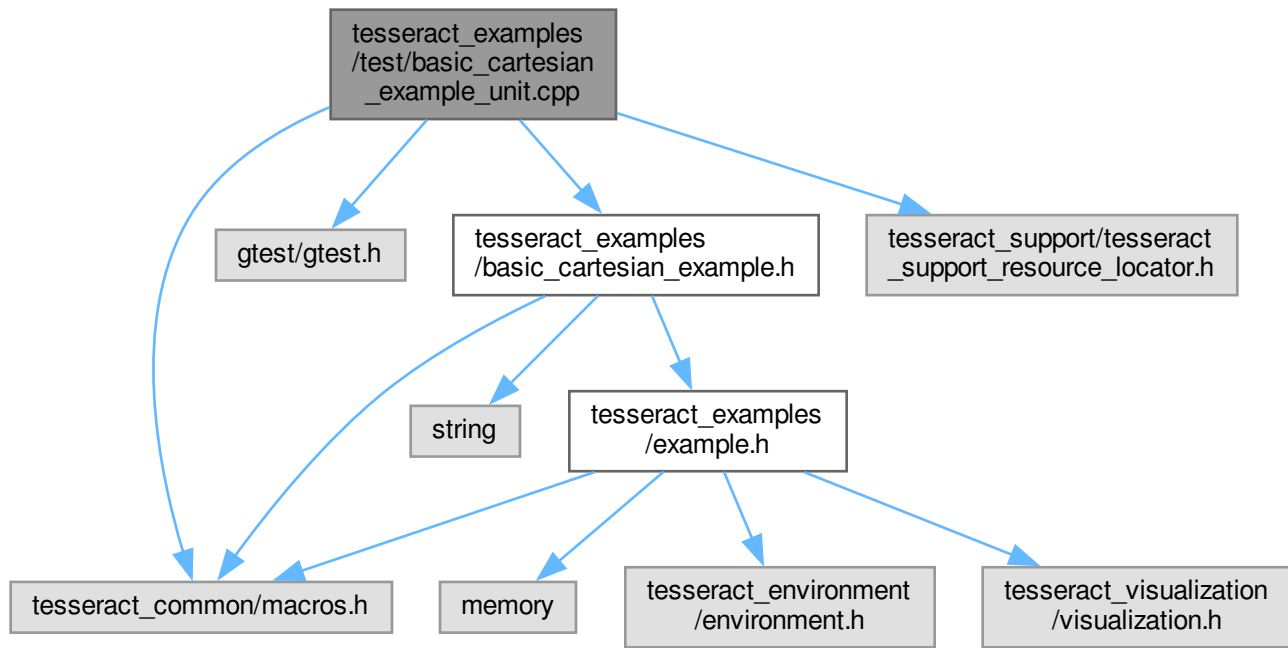 tesseract_examples
/test/basic_cartesian
_example_unit.cpp
gtest/gtest.h
tesseract_examples
/basic_cartesian_example.h
tesseract_support/tesseract
_support_resource_locator.h
string
tesseract_examples
/example.h
tesseract_common/macros.h
memory
tesseract_environment
/environment.h
tesseract_visualization
/visualization.h